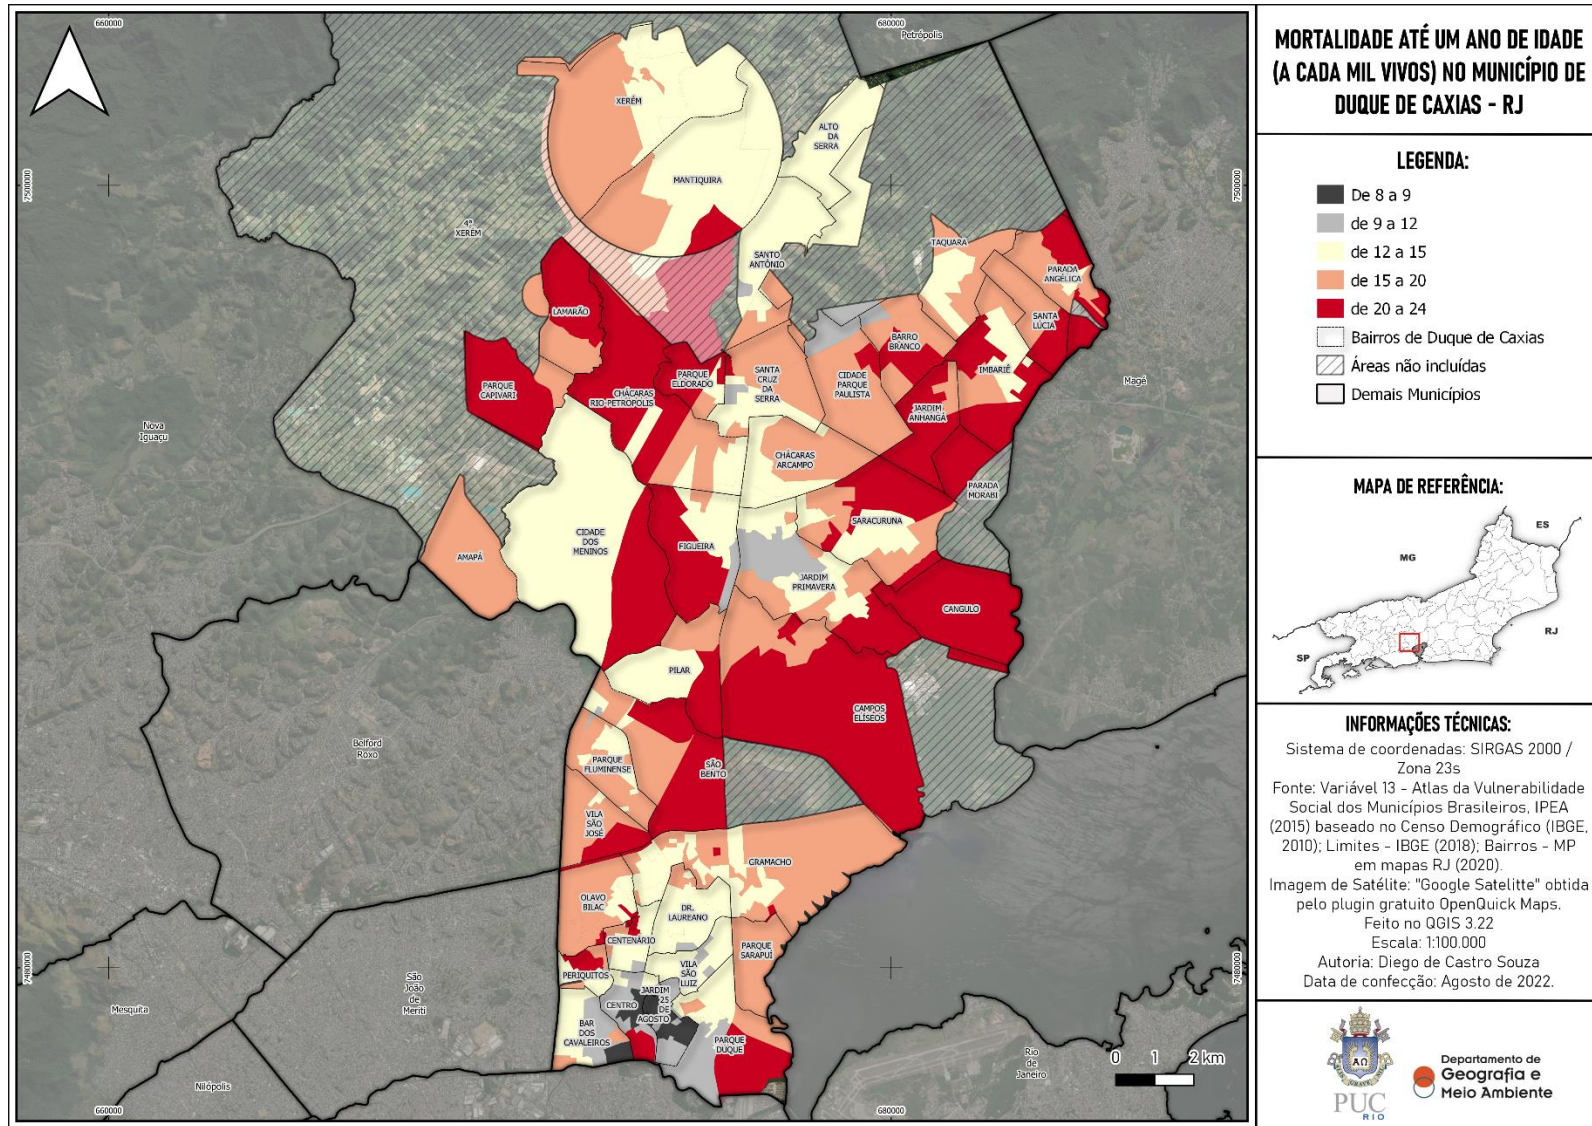 660000
680000
7500000
7500000
7480000
7480000
660000
680000
Petrópolis
XERÉM
ALTO
DA
SERRA
MANTIQUIRA
4º
XERÉM
SANTO
ANTÔNIO
TAQUARA
PARADA
ANGÉLICA
LAMARÃO
SANTA
LÚCIA
BARRO
BRANCO
IMBARIÊ
PARQUE
CAPIVARI
CHÁCARAS
RIO-PETRÓPOLIS
PARQUE
ELDORADO
SANTA
CRUZ
DA
SERRA
CIDADE
PARQUE
PAULISTA
JARDIM
ANHANGÁ
Magé
Nova
Iguaçu
CHÁCARAS
ARCAMPO
PARADA
MORABI
AMAPÁ
CIDADE
DOS
MENINOS
FIGUEIRA
SARACURUNA
JARDIM
PRIMAVERA
CANGULO
PILAR
CAMPOS
ELÍSEOS
Belford
Roxo
PARQUE
FLUMINENSE
SÃO
BENTO
VILA
SÃO
JOSÉ
GRAMACHO
OLAVO
BILAC
DR.
LAUREANO
CENTENÁRIO
PARQUE
SARAPUÍ
PERIQUITOS
VILA
SÃO
LUIZ
JARDIM
25
DE
AGOSTO
CENTRO
BAR
DOS
CAVALEIROS
PARQUE
DUQUE
São
João
de
Meriti
Mesquita
Nilópolis
Rio
de
Janeiro
0 1 2 km
MORTALIDADE ATÉ UM ANO DE IDADE
(A CADA MIL VIVOS) NO MUNICÍPIO DE
DUQUE DE CAXIAS - RJ
LEGENDA:
De 8 a 9
de 9 a 12
de 12 a 15
de 15 a 20
de 20 a 24
Bairros de Duque de Caxias
Áreas não incluídas
Demais Municípios
MAPA DE REFERÊNCIA:
ES
MG
RJ
SP
INFORMAÇÕES TÉCNICAS:
Sistema de coordenadas: SIRGAS 2000 /
Zona 23s
Fonte: Variável 13 - Atlas da Vulnerabilidade
Social dos Municípios Brasileiros, IPEA
(2015) baseado no Censo Demográfico (IBGE,
2010); Limites - IBGE (2018); Bairros - MP
em mapas RJ (2020).
Imagem de Satélite: "Google Satelitte" obtida
pelo plugin gratuito OpenQuick Maps.
Feito no QGIS 3.22
Escala: 1:100.000
Autoria: Diego de Castro Souza
Data de confecção: Agosto de 2022.
PUC
RIO
Departamento de
Geografia e
Meio Ambiente